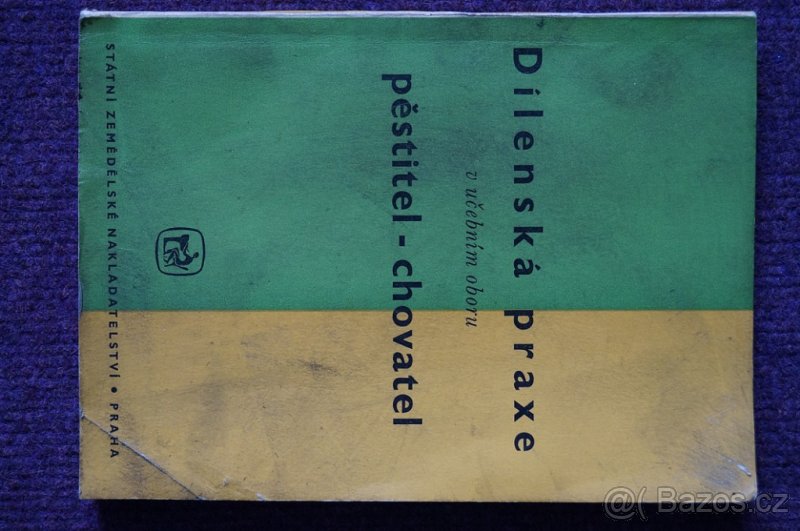 Dílenská praxe
v učebním oboru
pěstitel - chovatel
STÁTNÍ ZEMĚDĚLSKÉ NAKLADATELSTVÍ • PRAHA
@( Bazos.cz